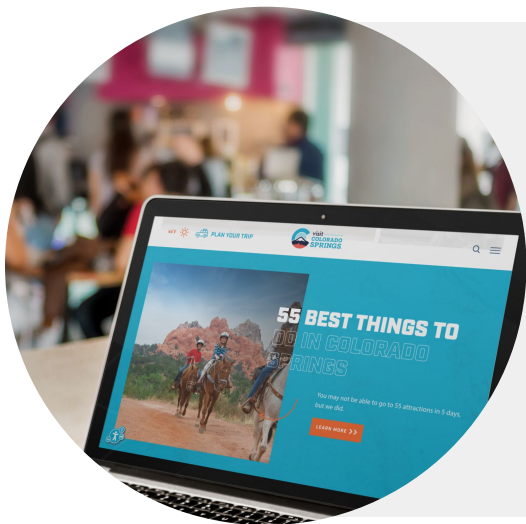 PLAN YOUR TRIP
visit
COLORADO
SPRINGS
55 BEST THINGS TO
DO IN COLORADO
SPRINGS
You may not be able to go to 55 attractions in 5 days,
but we did.
LEARN MORE